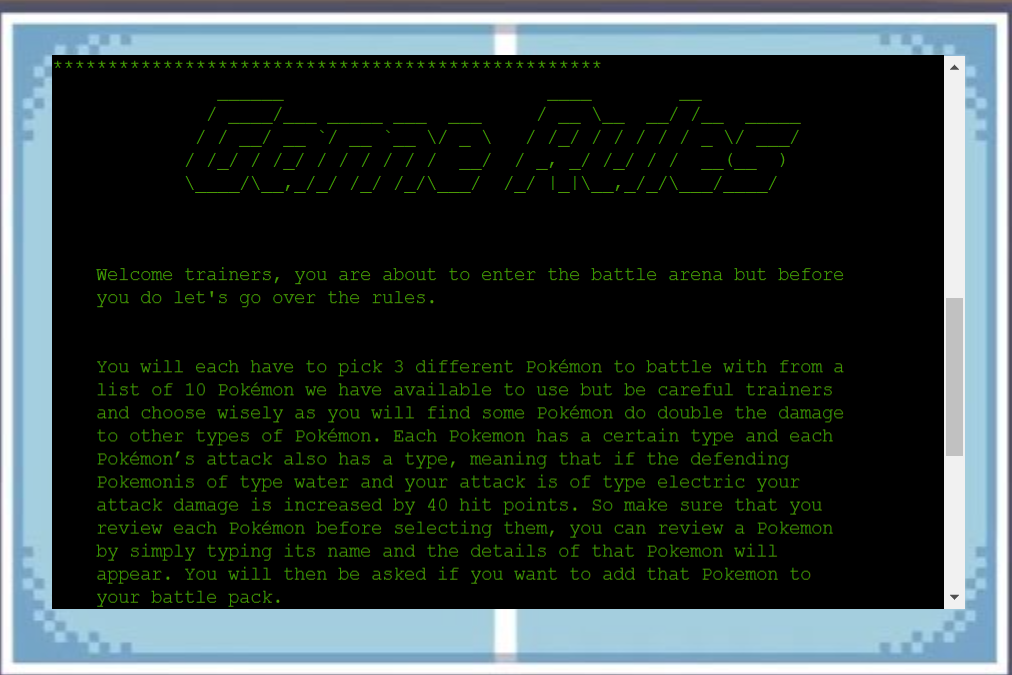 **************************************************
Game Rules
Welcome trainers, you are about to enter the battle arena but before
you do let's go over the rules.
You will each have to pick 3 different Pokémon to battle with from a
list of 10 Pokémon we have available to use but be careful trainers
and choose wisely as you will find some Pokémon do double the damage
to other types of Pokémon. Each Pokemon has a certain type and each
Pokémon’s attack also has a type, meaning that if the defending
Pokemonis of type water and your attack is of type electric your
attack damage is increased by 40 hit points. So make sure that you
review each Pokémon before selecting them, you can review a Pokemon
by simply typing its name and the details of that Pokemon will
appear. You will then be asked if you want to add that Pokemon to
your battle pack.